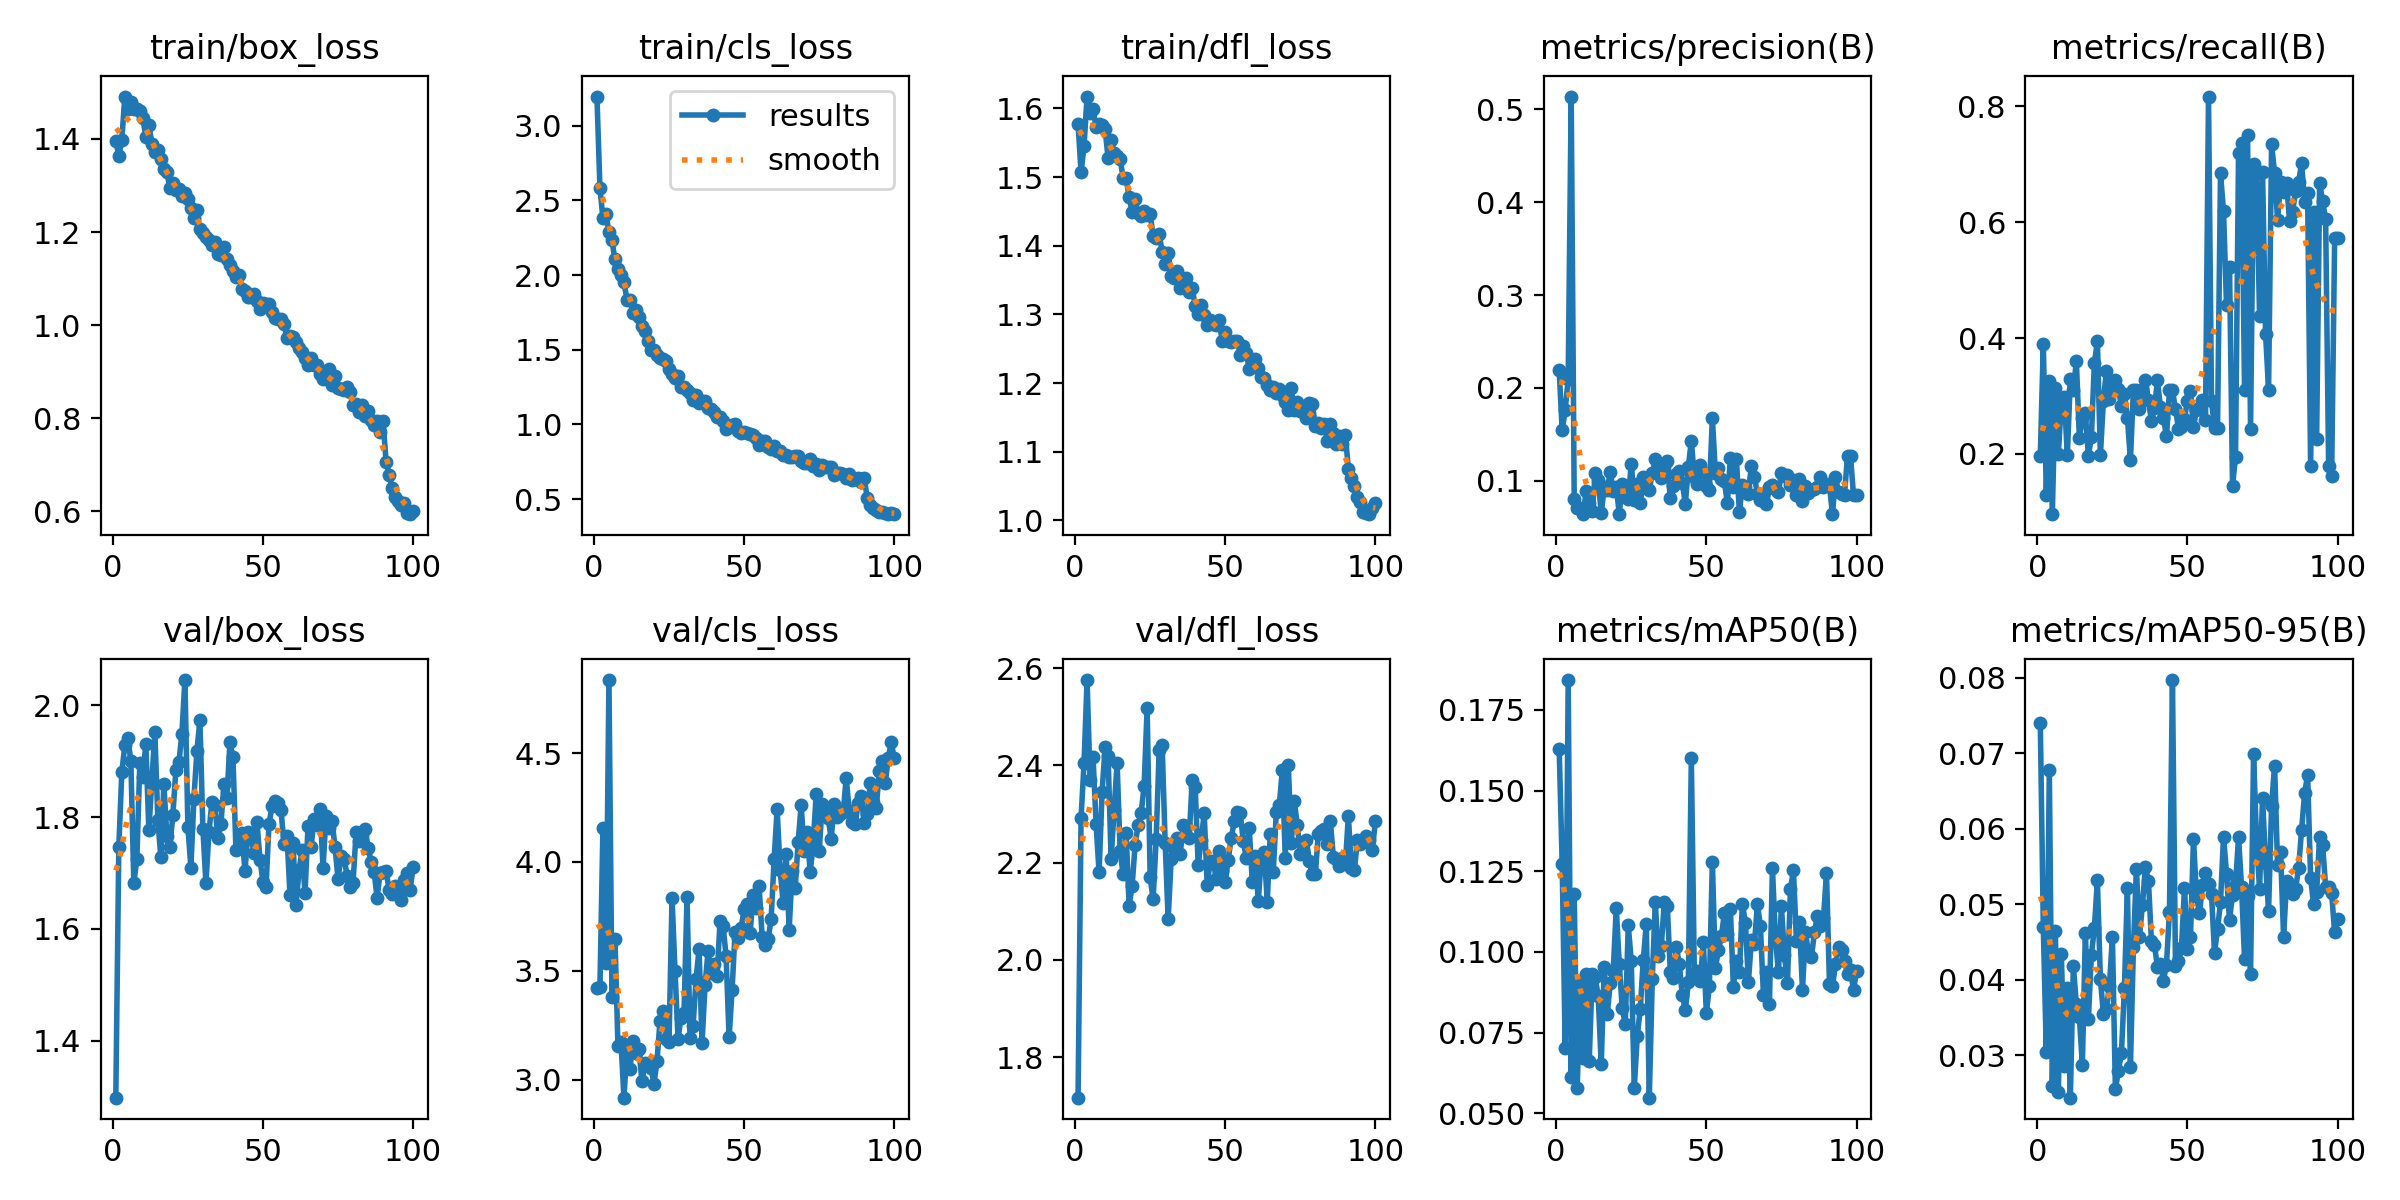 train/box_loss
train/cls_loss
train/dfl_loss
metrics/precision(B)
metrics/recall(B)
results
smooth
1.4
1.2
1.0
0.8
0.6
0 50 100
3.0
2.5
2.0
1.5
1.0
0.5
0 50 100
1.6
1.5
1.4
1.3
1.2
1.1
1.0
0 50 100
0.5
0.4
0.3
0.2
0.1
0 50 100
0.8
0.6
0.4
0.2
0 50 100
val/box_loss
val/cls_loss
val/dfl_loss
metrics/mAP50(B)
metrics/mAP50-95(B)
2.0
1.8
1.6
1.4
0 50 100
4.5
4.0
3.5
3.0
0 50 100
2.6
2.4
2.2
2.0
1.8
0 50 100
0.175
0.150
0.125
0.100
0.075
0.050
0 50 100
0.08
0.07
0.06
0.05
0.04
0.03
0 50 100